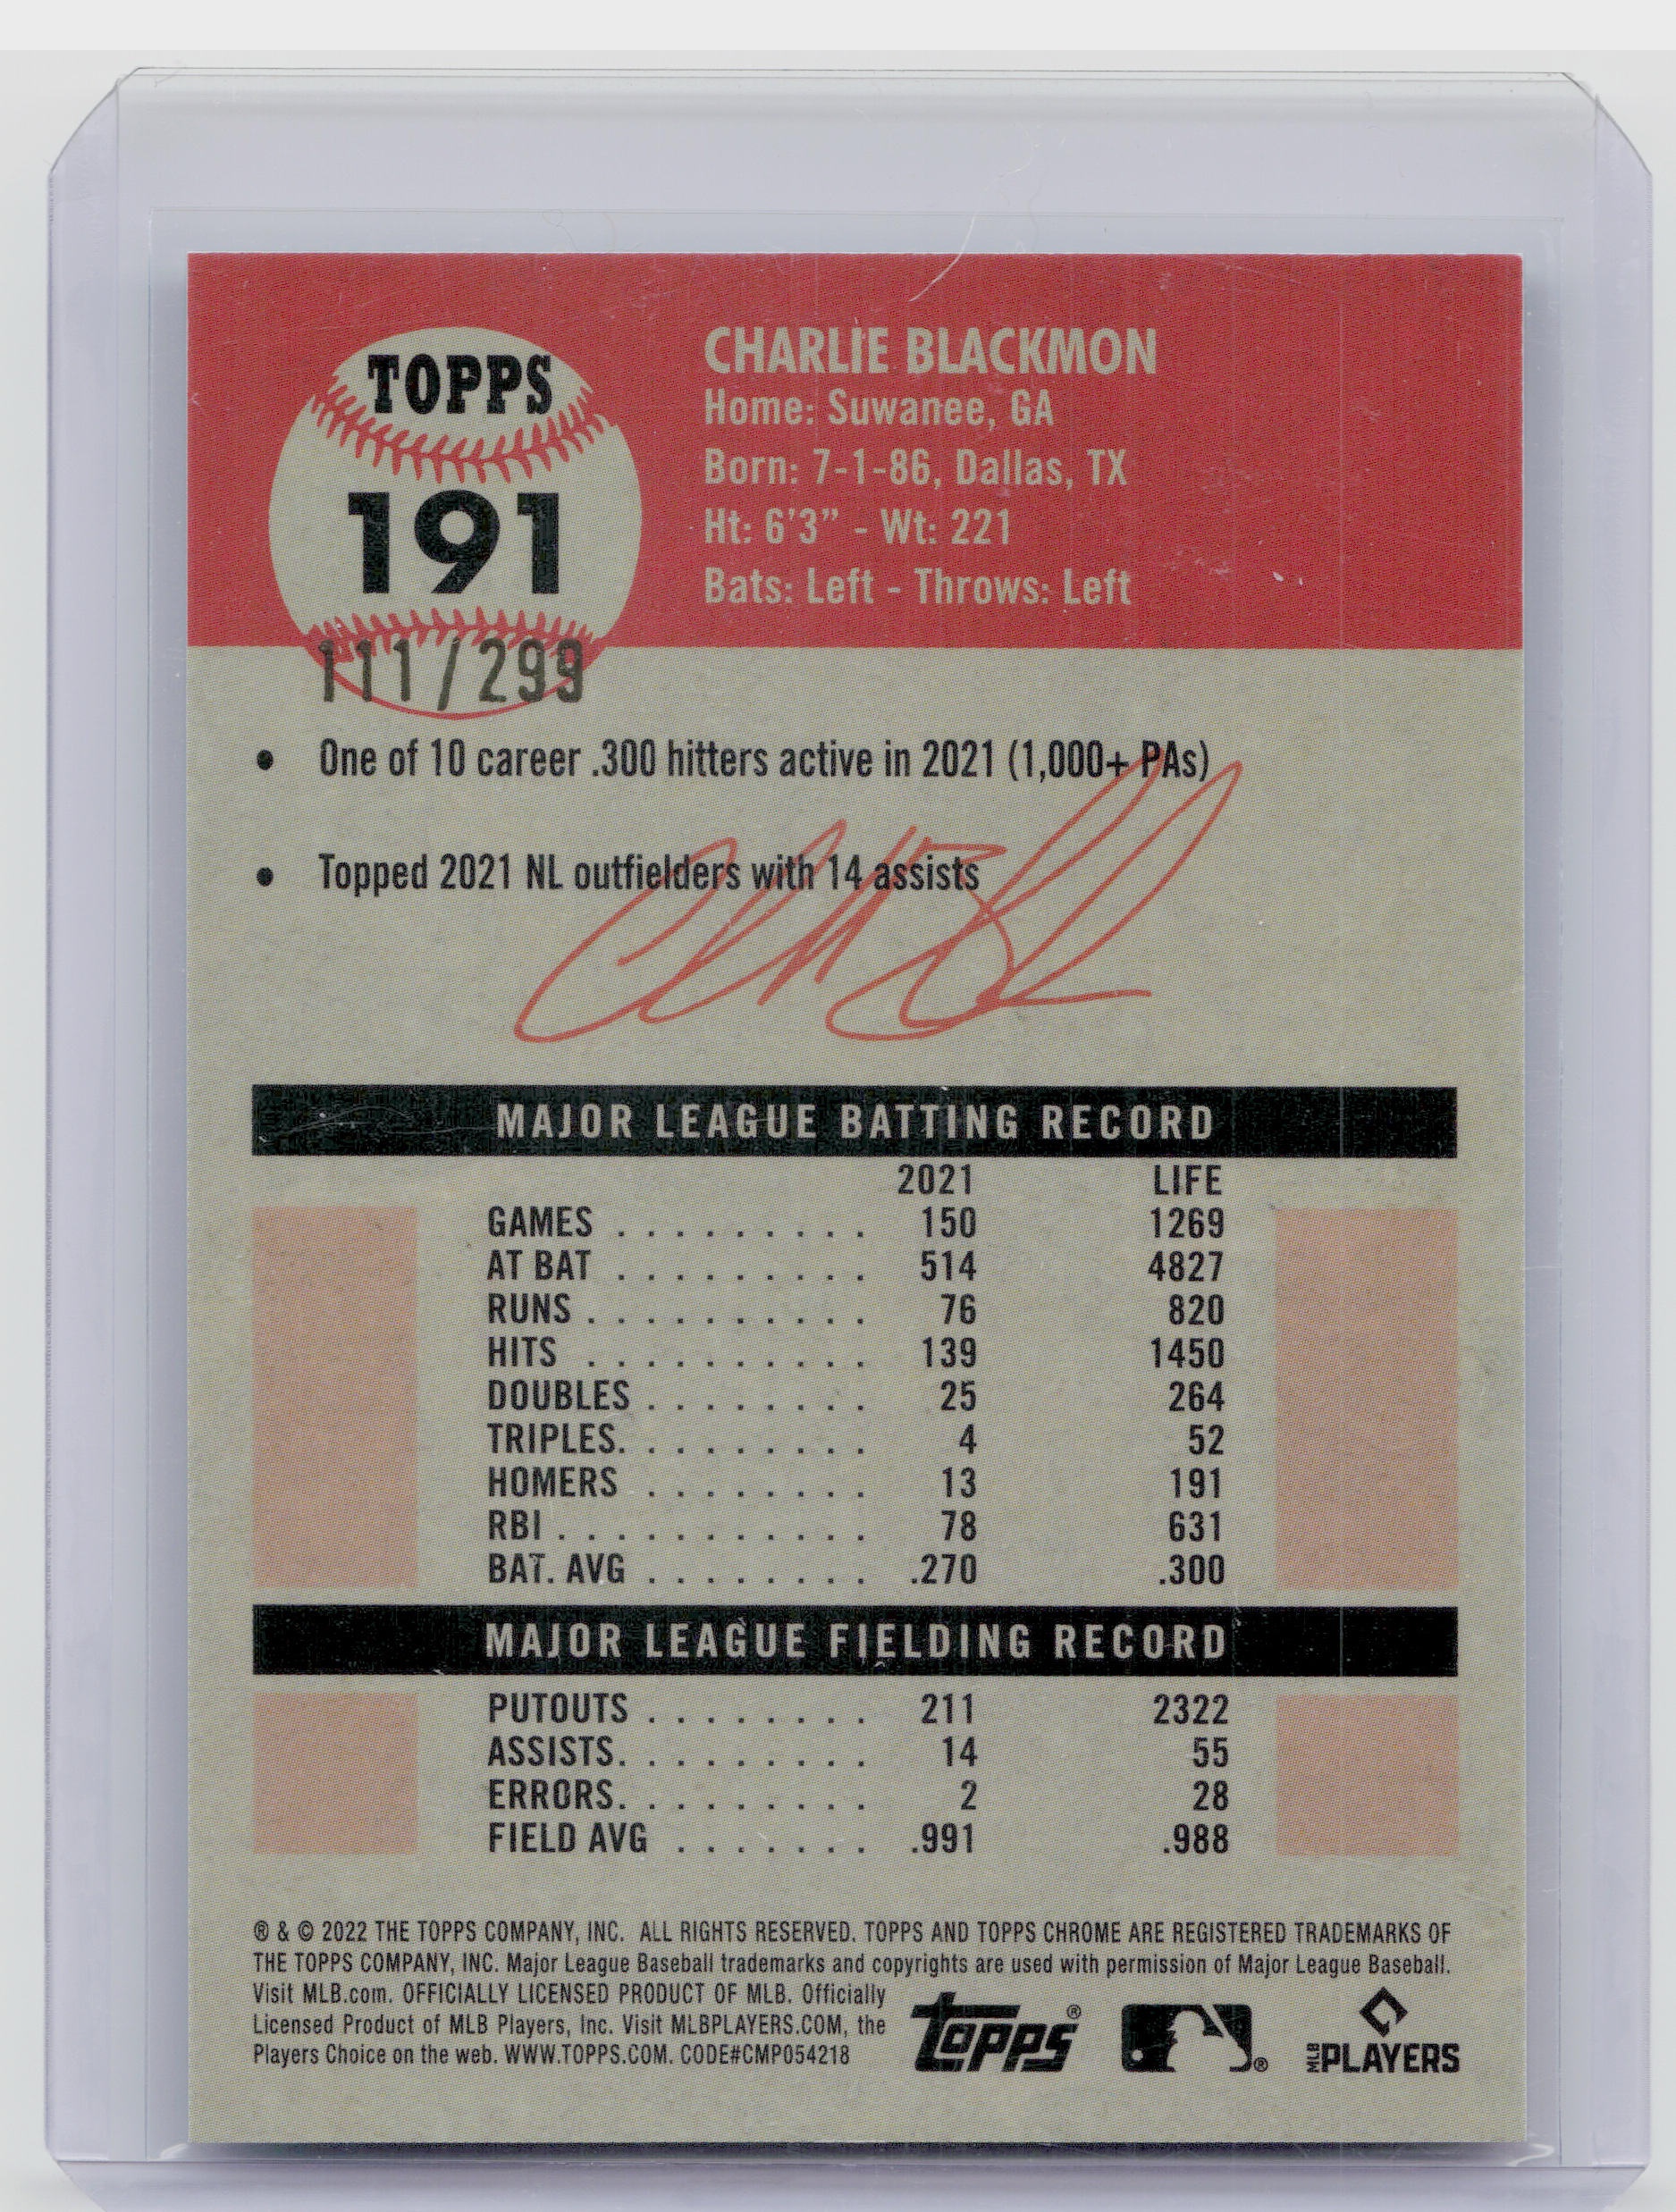 TOPPS
191
111/299
CHARLIE BLACKMON
Home: Suwanee, GA
Born: 7-1-86, Dallas, TX
Ht: 6'3” - Wt: 221
Bats: Left - Throws: Left
• One of 10 career .300 hitters active in 2021 (1,000+ PAs)
• Topped 2021 NL outfielders with 14 assists
MAJOR LEAGUE BATTING RECORD
2021 LIFE
GAMES . . . . . . . . . . 150 1269
AT BAT . . . . . . . . . . 514 4827
RUNS . . . . . . . . . . . 76 820
HITS . . . . . . . . . . . 139 1450
DOUBLES . . . . . . . . 25 264
TRIPLES. . . . . . . . . . 4 52
HOMERS . . . . . . . . 13 191
RBI . . . . . . . . . . . . 78 631
BAT. AVG . . . . . . . . .270 .300
MAJOR LEAGUE FIELDING RECORD
PUTOUTS . . . . . . . . 211 2322
ASSISTS. . . . . . . . . . 14 55
ERRORS. . . . . . . . . . 2 28
FIELD AVG . . . . . . . .991 .988
® & © 2022 THE TOPPS COMPANY, INC. ALL RIGHTS RESERVED. TOPPS AND TOPPS CHROME ARE REGISTERED TRADEMARKS OF
THE TOPPS COMPANY, INC. Major League Baseball trademarks and copyrights are used with permission of Major League Baseball.
Visit MLB.com. OFFICIALLY LICENSED PRODUCT OF MLB. Officially
Licensed Product of MLB Players, Inc. Visit MLBPLAYERS.COM, the
Players Choice on the web. WWW.TOPPS.COM. CODE#CMP054218
topps®
®
MLB PLAYERS